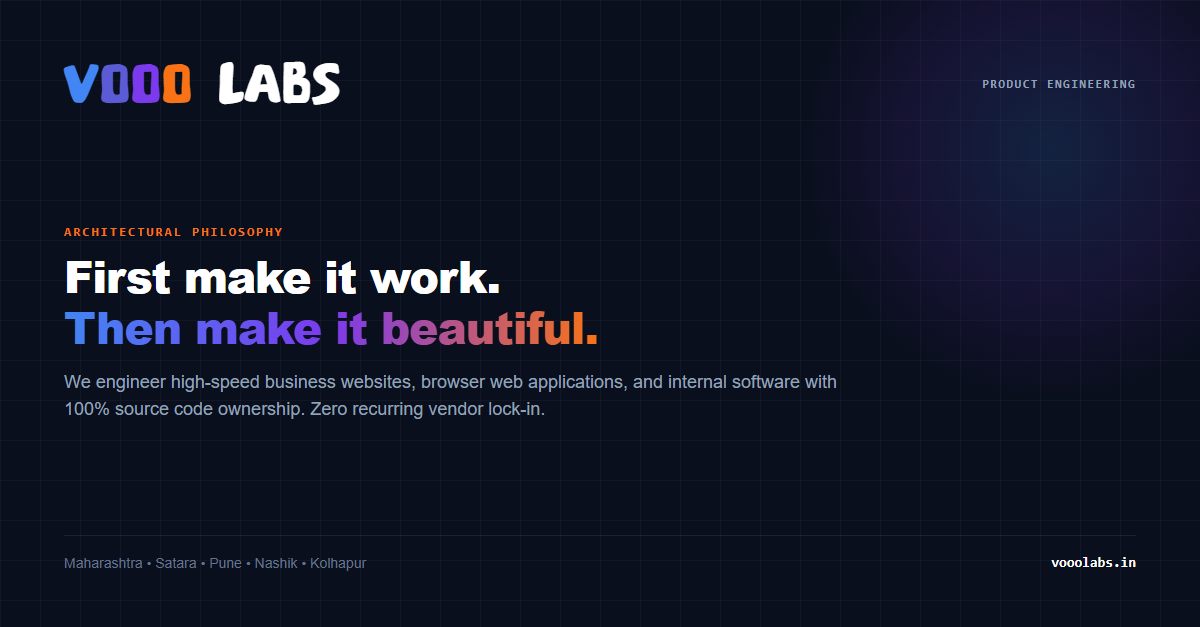 VOOO LABS
PRODUCT ENGINEERING
ARCHITECTURAL PHILOSOPHY
First make it work.
Then make it beautiful.
We engineer high-speed business websites, browser web applications, and internal software with
100% source code ownership. Zero recurring vendor lock-in.
Maharashtra • Satara • Pune • Nashik • Kolhapur
vooolabs.in